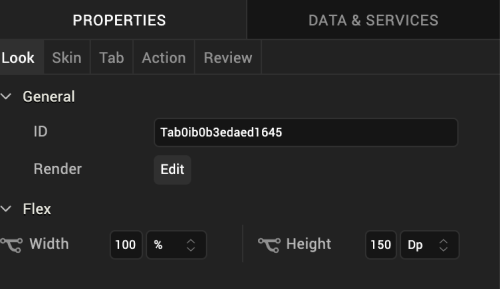 PROPERTIES DATA & SERVICES
Look Skin Tab Action Review
General
ID Tab0ib0b3edaed1645
Render Edit
Flex
Width 100 % Height 150 Dp